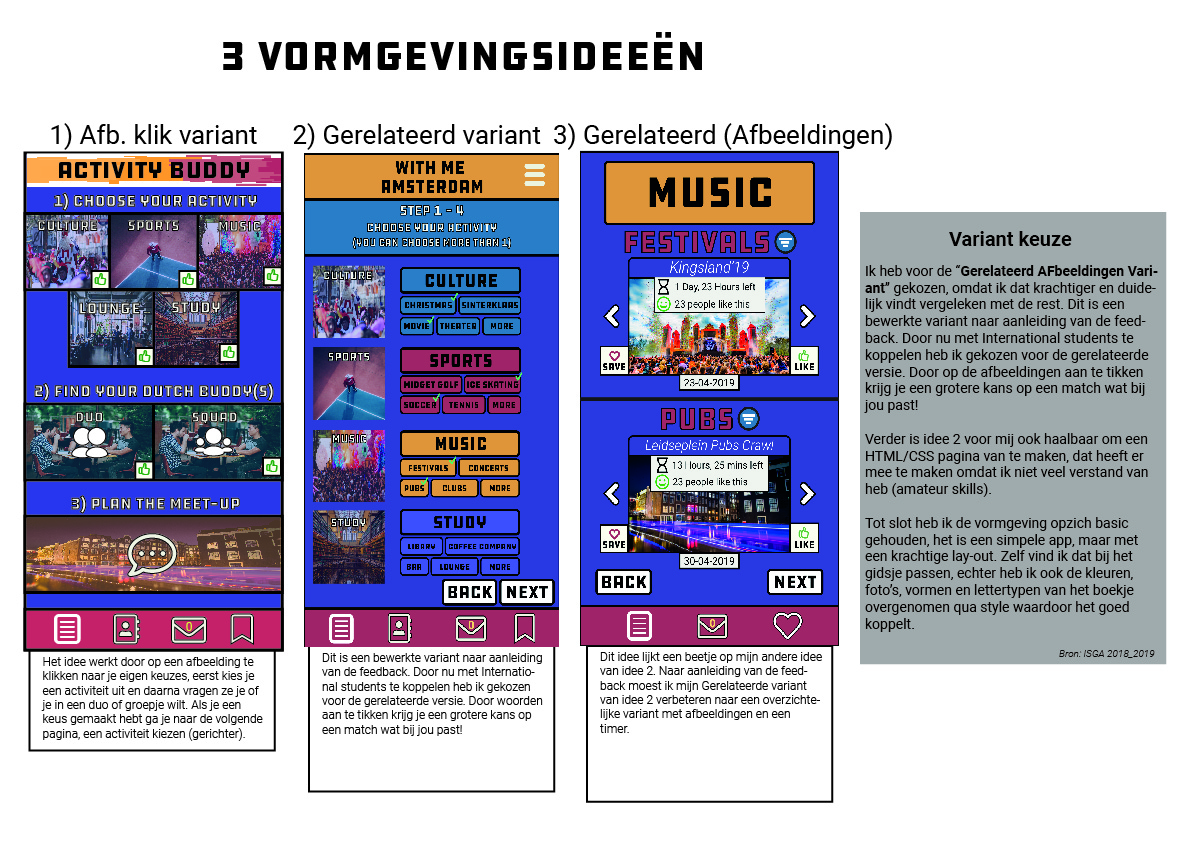 3 VORMGEVINGSIDEEËN
1) Afb. klik variant
ACTIVITY BUDDY
1) CHOOSE YOUR ACTIVITY
CULTURE
SPORTS
MUSIC
LOUNGE
STUDY
2) FIND YOUR DUTCH BUDDY(S)
DUO
SQUAD
3) PLAN THE MEET-UP
0
Het idee werkt door op een afbeelding te
klikken naar je eigen keuzes, eerst kies je
een activiteit uit en daarna vragen ze je of
je in een duo of groepje wilt. Als je een
keus gemaakt hebt ga je naar de volgende
pagina, een activiteit kiezen (gerichter).
2) Gerelateerd variant
WITH ME
AMSTERDAM
STEP 1 - 4
CHOOSE YOUR ACTIVITY
(YOU CAN CHOOSE MORE THAN 1)
CULTURE
CULTURE
CHRISTMAS SINTERKLAAS
MOVIE THEATER MORE
SPORTS
SPORTS
MIDGET GOLF ICE SKATING
SOCCER TENNIS MORE
MUSIC
MUSIC
FESTIVALS CONCERTS
PUBS CLUBS MORE
STUDY
STUDY
LIBARY COFFEE COMPANY
BAR LOUNGE MORE
BACK NEXT
0
Dit is een bewerkte variant naar aanleiding
van de feedback. Door nu met Internatio-
nal students te koppelen heb ik gekozen
voor de gerelateerde versie. Door woorden
aan te tikken krijg je een grotere kans op
een match wat bij jou past!
3) Gerelateerd (Afbeeldingen)
MUSIC
FESTIVALS
Kingsland'19
1 Day, 23 Hours left
23 people like this
SAVE
LIKE
23-04-2019
PUBS
Leidseplein Pubs Crawl
13 Hours, 25 mins left
23 people like this
SAVE
LIKE
30-04-2019
BACK NEXT
0
Dit idee lijkt een beetje op mijn andere idee
van idee 2. Naar aanleiding van de feed-
back moest ik mijn Gerelateerde variant
van idee 2 verbeteren naar een overzichte-
lijke variant met afbeeldingen en een
timer.
Variant keuze
Ik heb voor de “Gerelateerd AFbeeldingen Vari-
ant” gekozen, omdat ik dat krachtiger en duide-
lijk vindt vergeleken met de rest. Dit is een
bewerkte variant naar aanleiding van de feed-
back. Door nu met International students te
koppelen heb ik gekozen voor de gerelateerde
versie. Door op de afbeeldingen aan te tikken
krijg je een grotere kans op een match wat bij
jou past!
Verder is idee 2 voor mij ook haalbaar om een
HTML/CSS pagina van te maken, dat heeft er
mee te maken omdat ik niet veel verstand van
heb (amateur skills).
Tot slot heb ik de vormgeving opzich basic
gehouden, het is een simpele app, maar met
een krachtige lay-out. Zelf vind ik dat bij het
gidsje passen, echter heb ik ook de kleuren,
foto's, vormen en lettertypen van het boekje
overgenomen qua style waardoor het goed
koppelt.
Bron: ISGA 2018_2019